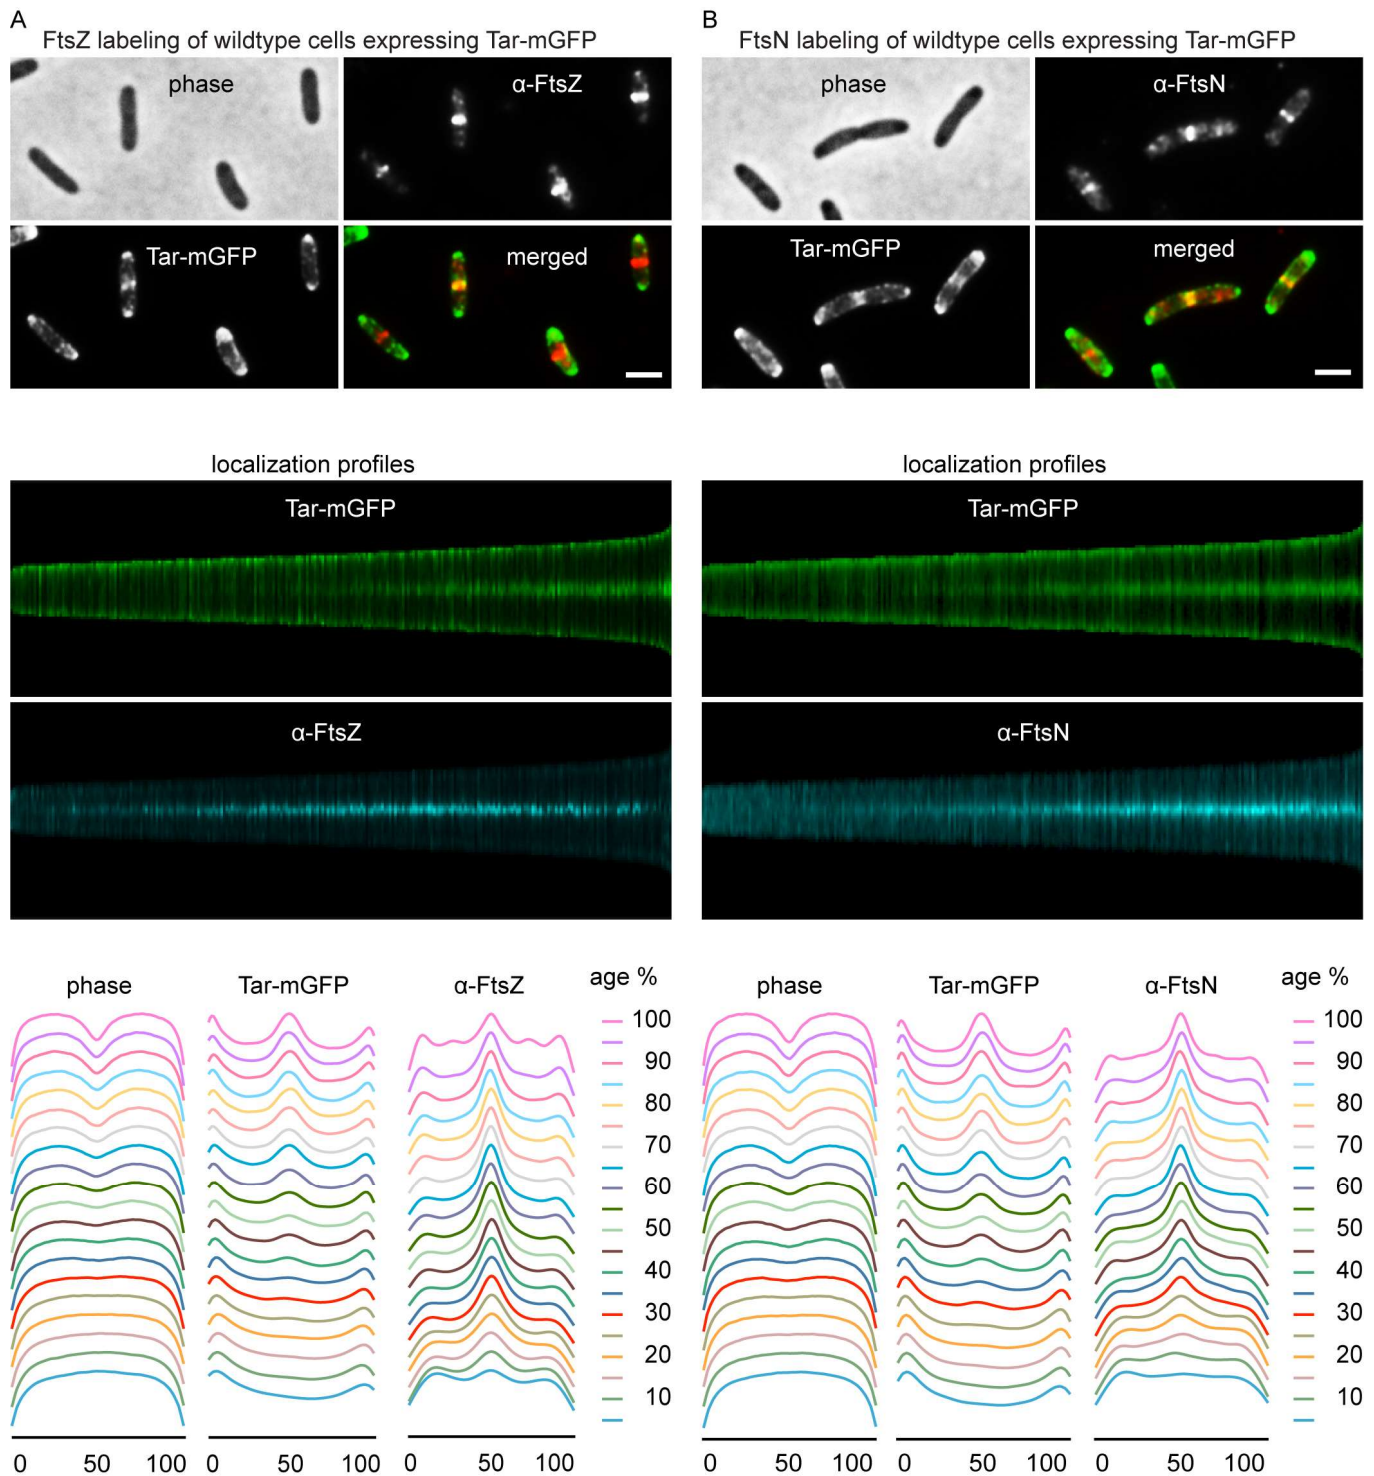 A
FtsZ labeling of wildtype cells expressing Tar-mGFP
phase
α-FtsZ
Tar-mGFP
merged
localization profiles
Tar-mGFP
α-FtsZ
phase
Tar-mGFP
α-FtsZ
age %
100
90
80
70
60
50
40
30
20
10
0 50 100
0 50 100
0 50 100
B
FtsN labeling of wildtype cells expressing Tar-mGFP
phase
α-FtsN
Tar-mGFP
merged
localization profiles
Tar-mGFP
α-FtsN
phase
Tar-mGFP
α-FtsN
age %
100
90
80
70
60
50
40
30
20
10
0 50 100
0 50 100
0 50 100